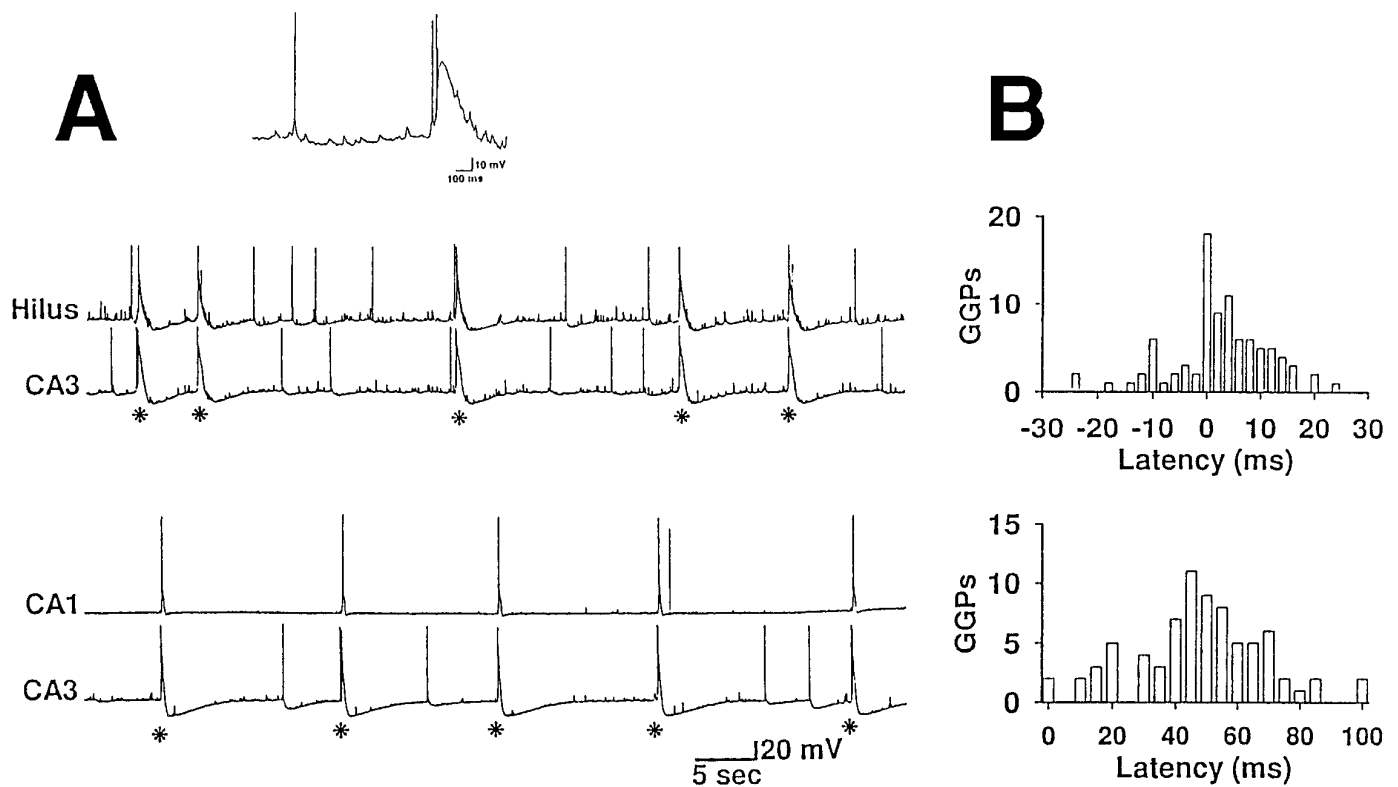 A
B
10 mV
100 ms
Hilus
CA3
* * * * *
CA1
CA3
* * * * *
20 mV
5 sec
20
10
0
GGPs
-30 -20 -10 0 10 20 30
Latency (ms)
15
10
5
0
GGPs
0 20 40 60 80 100
Latency (ms)